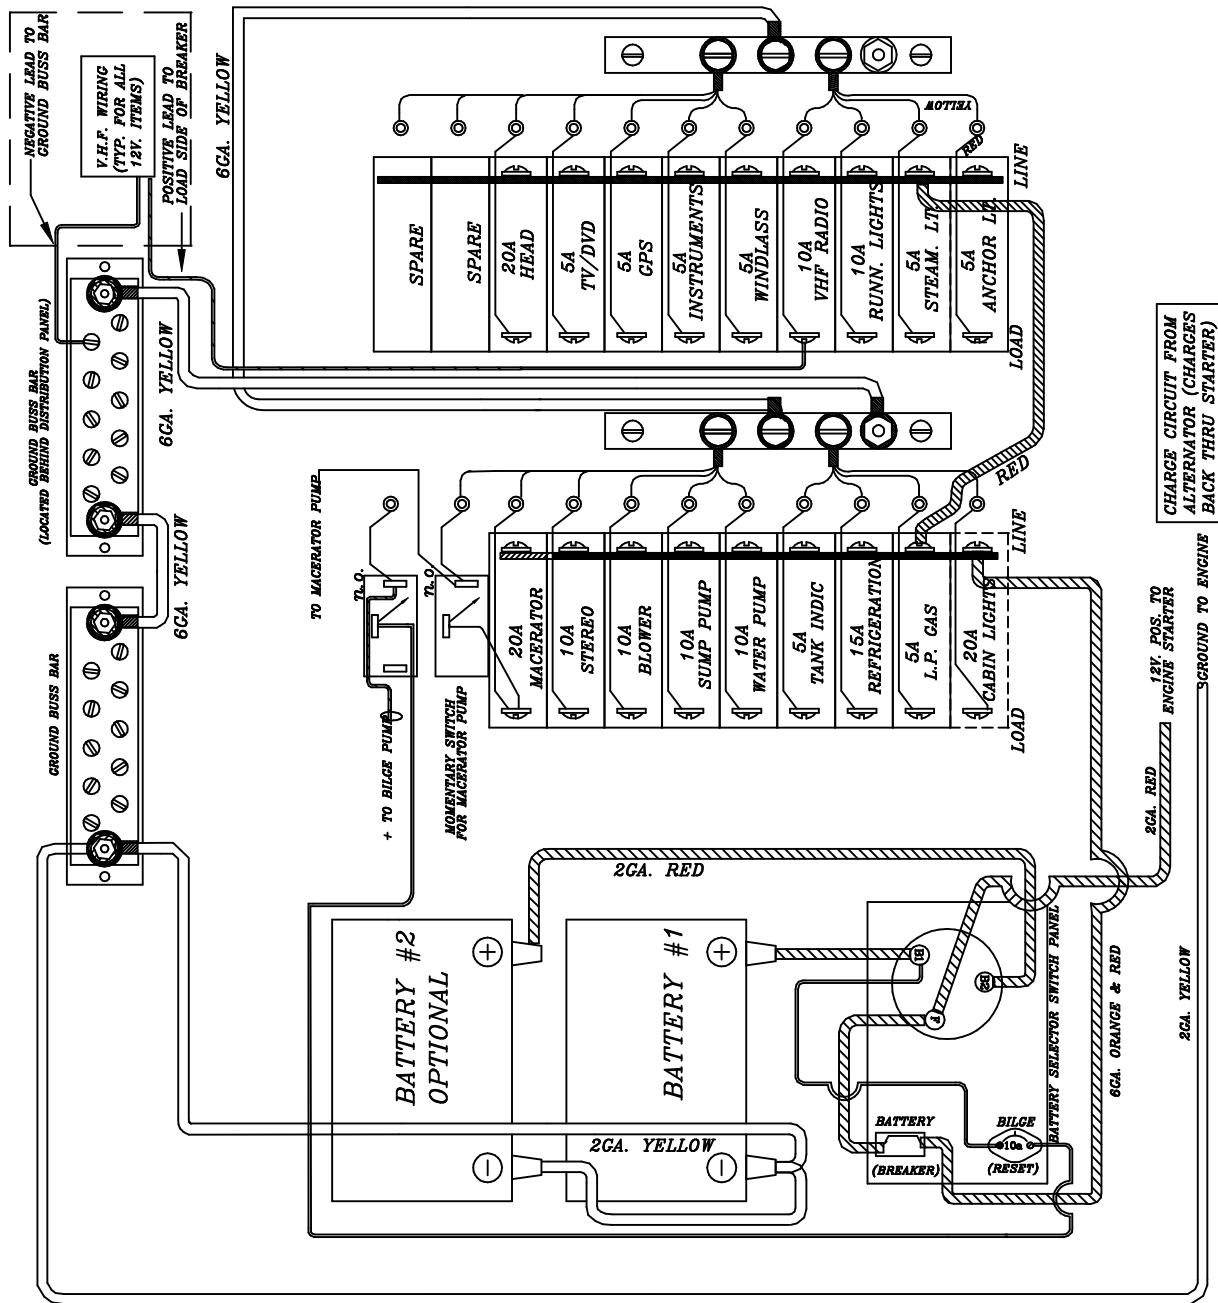 NEGATIVE LEAD TO
GROUND BUSS BAR
V.H.F. WIRING
(TYP. FOR ALL
12V. ITEMS)
POSITIVE LEAD TO
LOAD SIDE OF BREAKER
6GA. YELLOW
YELLOW
RED
LINE
SPARE
SPARE
20A
HEAD
5A
TV/DVD
5A
GPS
5A
INSTRUMENTS
5A
WINDLASS
10A
VHF RADIO
10A
RUNN. LIGHTS
5A
STEAM. LT.
5A
ANCHOR LT.
LOAD
GROUND BUSS BAR
(LOCATED BEHIND DISTRIBUTION PANEL)
6GA. YELLOW
6GA. YELLOW
GROUND BUSS BAR
CHARGE CIRCUIT FROM
ALTERNATOR (CHARGES
BACK THRU STARTER)
RED
TO MACERATOR PUMP
n.o.
n.o.
LINE
20A
MACERATOR
10A
STEREO
10A
BLOWER
10A
SUMP PUMP
10A
WATER PUMP
5A
TANK INDIC
15A
REFRIGERATION
5A
L.P. GAS
20A
CABIN LIGHTS
LOAD
+ TO BILGE PUMP
MOMENTARY SWITCH
FOR MACERATOR PUMP
12V. POS. TO
ENGINE STARTER
GROUND TO ENGINE
2GA. RED
2GA. RED
BATTERY #2
OPTIONAL
+
−
BATTERY #1
+
−
B1
B2
F
BATTERY SELECTOR SWITCH PANEL
6GA. ORANGE & RED
2GA. YELLOW
2GA. YELLOW
BATTERY
(BREAKER)
BILGE
10a
(RESET)